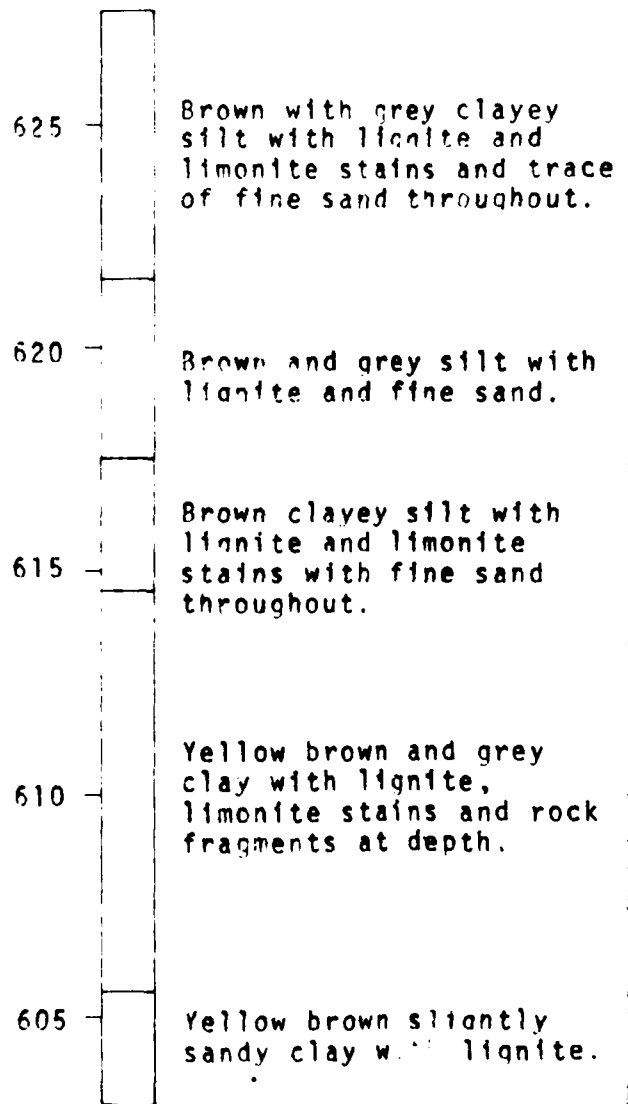 625
Brown with grey clayey
silt with lignite and
limonite stains and trace
of fine sand throughout.
620
Brown and grey silt with
lignite and fine sand.
Brown clayey silt with
lignite and limonite
615
stains with fine sand
throughout.
Yellow brown and grey
clay with lignite,
610
limonite stains and rock
fragments at depth.
605
Yellow brown slightly
sandy clay lignite.